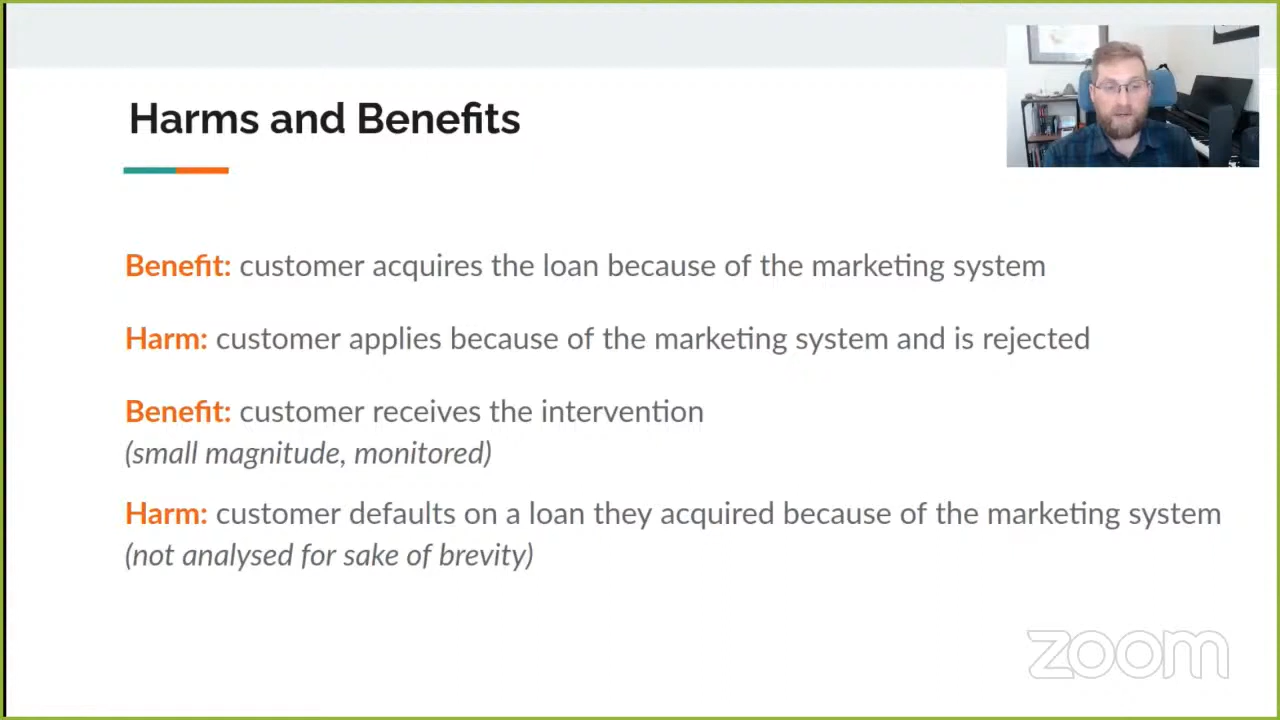 Harms and Benefits
Benefit: customer acquires the loan because of the marketing system
Harm: customer applies because of the marketing system and is rejected
Benefit: customer receives the intervention
(small magnitude, monitored)
Harm: customer defaults on a loan they acquired because of the marketing system
(not analysed for sake of brevity)
zoom